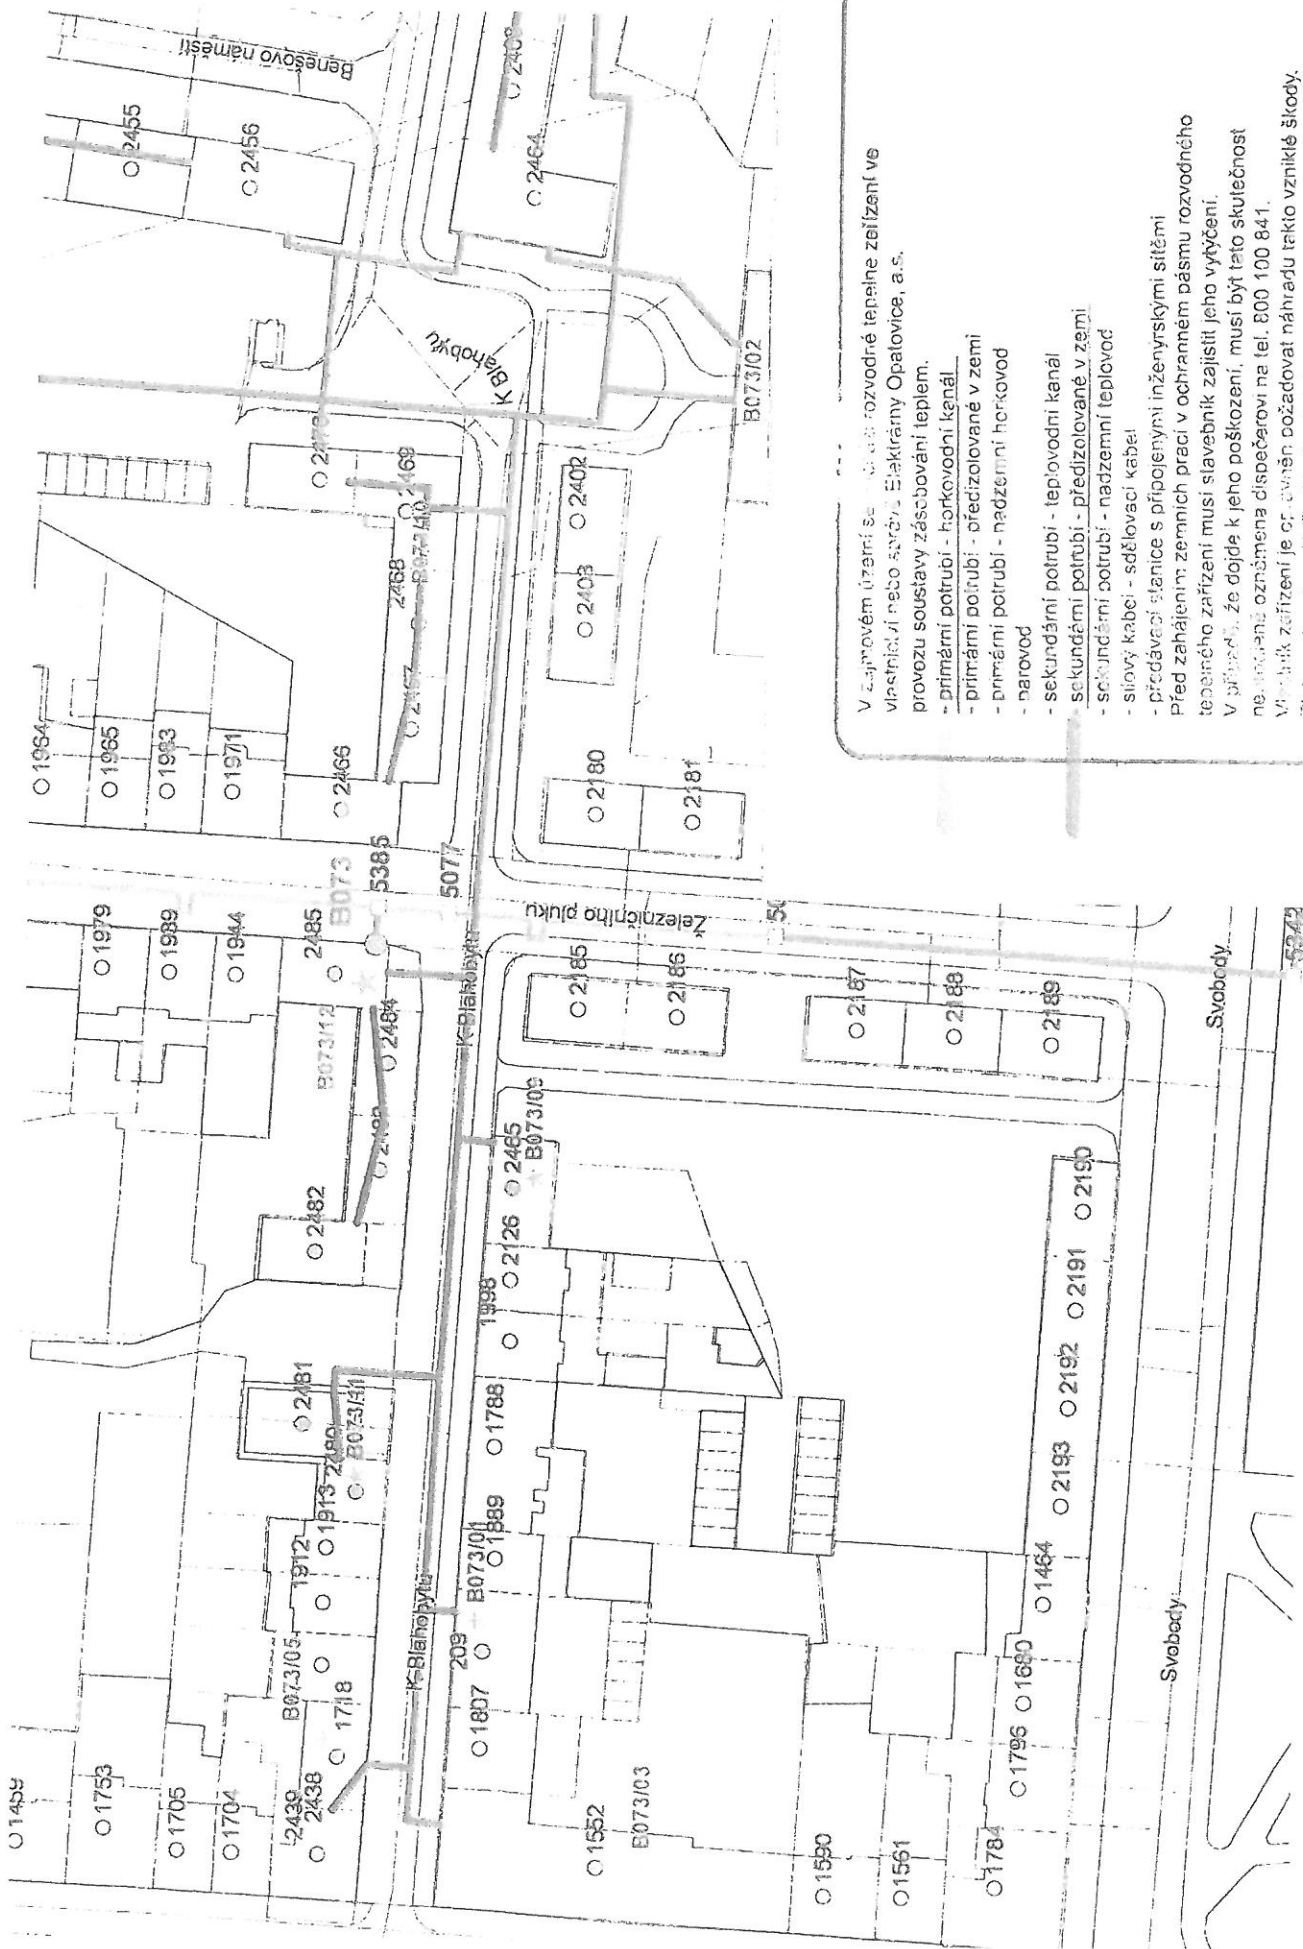 Benešovo náměstí
2455
2456
2464
K Blahobytu
B073/02
2469
2402
2403
2468
2467
2466
1964
1965
1983
1971
2180
2181
B073
5385
5077
1979
1989
1944
2485
K Blahobytu
Železničního pluku
2185
2186
2187
2188
2189
Svobody
5342
B073/12
2484
2482
2465
B073/09
2126
1998
2190
2191
2192
2193
2481
B073/11
1913
1912
1788
1889
B073/01
209
1807
K Blahobytu
B073/05
1718
2439
2438
1459
1753
1705
1704
1552
B073/03
1590
1561
1784
1796
1680
1464
Svobody
V zájmovém území se rozvodné tepelné zařízení ve
vlastnictví nebo správě Elektrárny Opatovice, a.s.
provozu soustavy zásobování teplem.
- primární potrubí - horkovodní kanál
- primární potrubí - předizolované v zemi
- primární potrubí - nadzemní horkovod
- parovod
- sekundární potrubí - teplovodní kanál
- sekundární potrubí - předizolované v zemi
- sekundární potrubí - nadzemní teplovod
- silový kabel - sdělovací kabel
- předávací stanice s připojenými inženýrskými sítěmi
Před zahájením zemních prací v ochranném pásmu rozvodného
tepelného zařízení musí stavebník zajistit jeho vytýčení.
V případě, že dojde k jeho poškození, musí být tato skutečnost
oznámena dispečerovi na tel. 800 100 841.
Vlastník zařízení je oprávněn požadovat náhradu takto vzniklé škody.